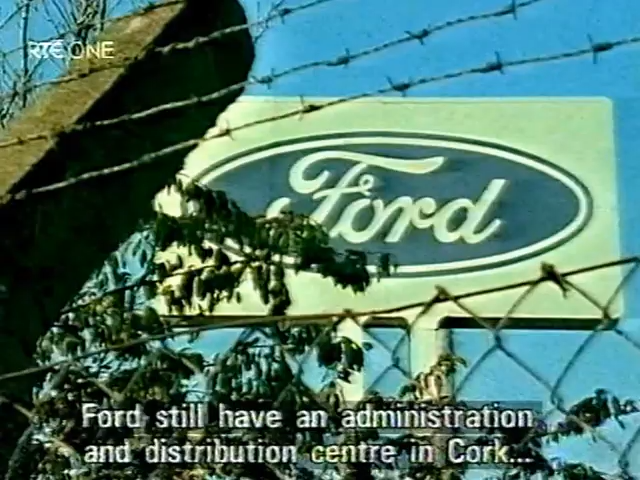 RTÉ ONE
Ford
Ford still have an administration
and distribution centre in Cork...